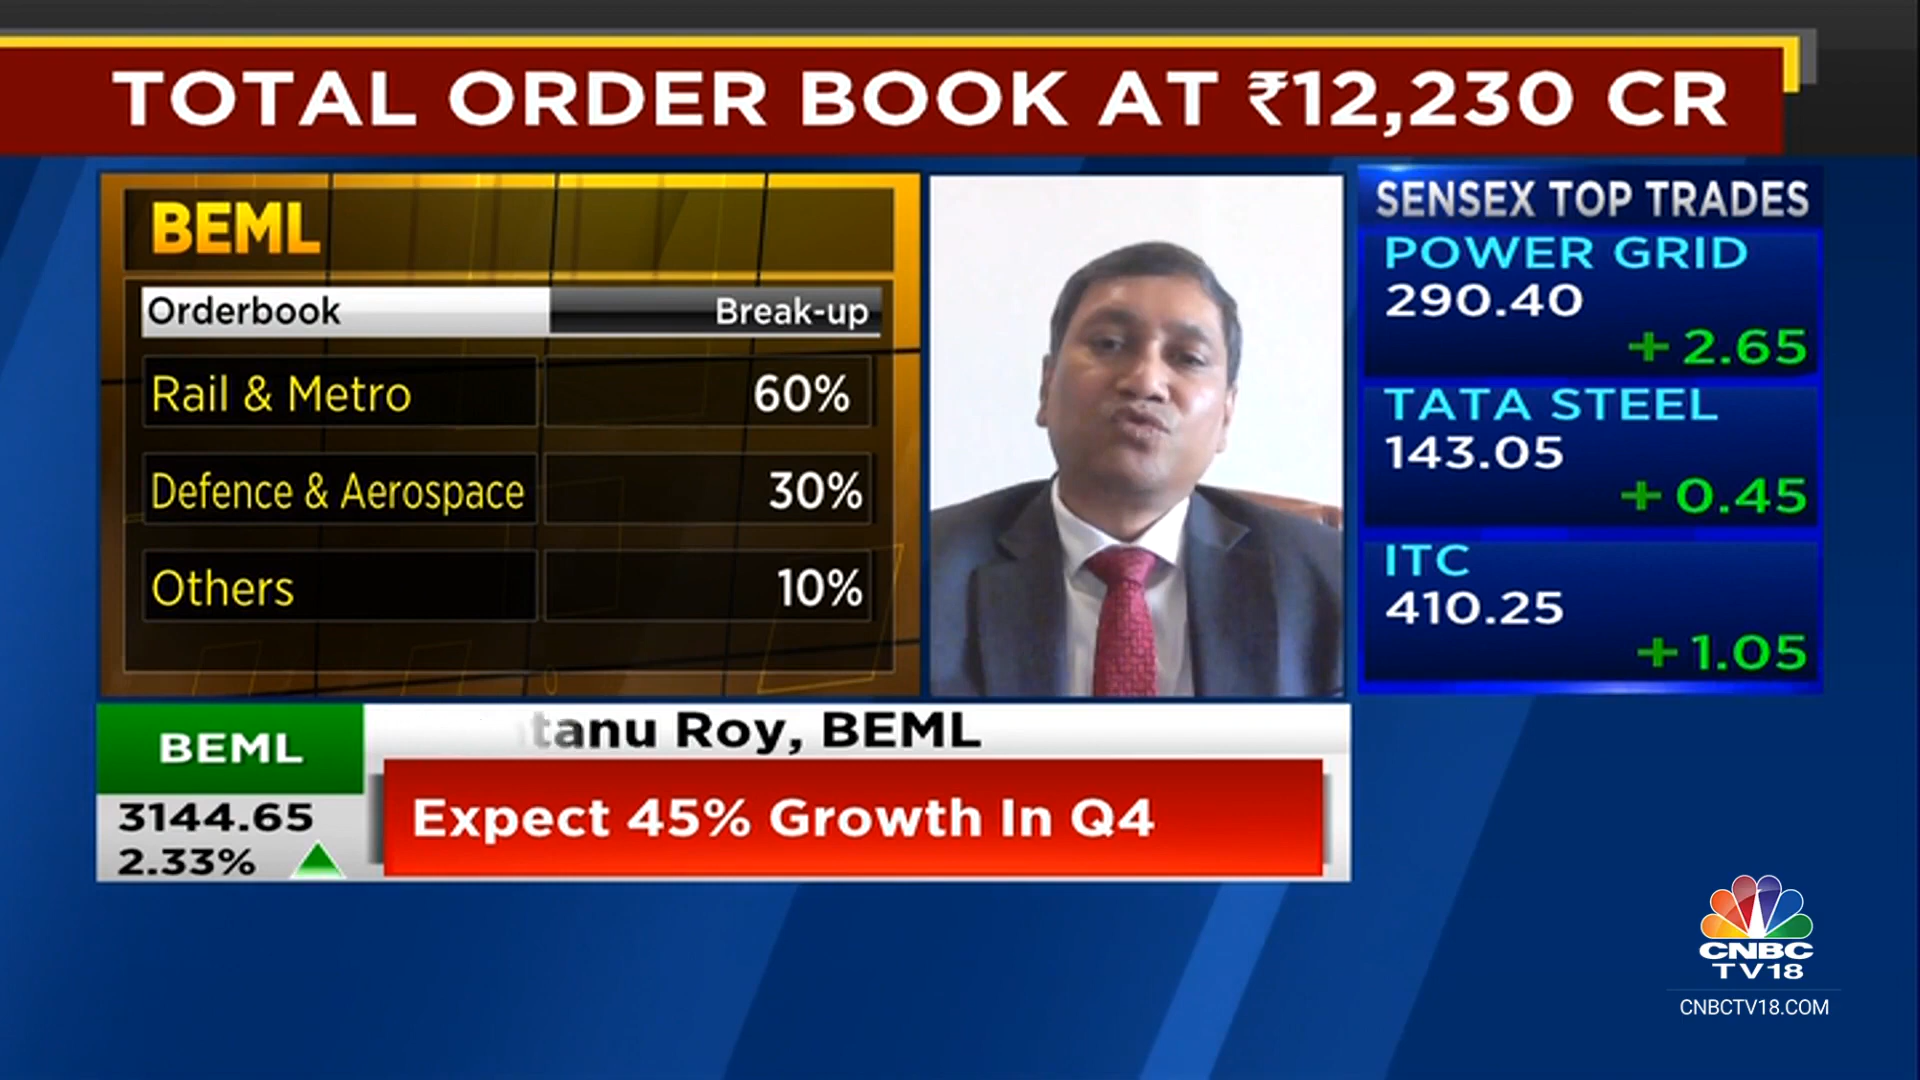 TOTAL ORDER BOOK AT ₹12,230 CR
BEML
Orderbook Break-up
Rail & Metro 60%
Defence & Aerospace 30%
Others 10%
SENSEX TOP TRADES
POWER GRID
290.40
+2.65
TATA STEEL
143.05
+0.45
ITC
410.25
+1.05
BEML
3144.65
2.33%
tanu Roy, BEML
Expect 45% Growth In Q4
CNBC
TV18
CNBCTV18.COM